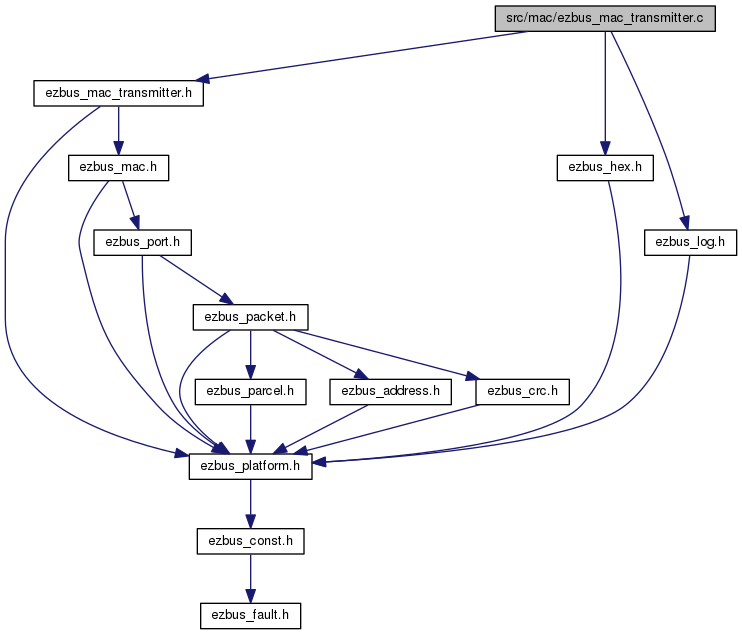 src/mac/ezbus_mac_transmitter.c
ezbus_mac_transmitter.h
ezbus_mac.h
ezbus_hex.h
ezbus_port.h
ezbus_log.h
ezbus_packet.h
ezbus_parcel.h
ezbus_address.h
ezbus_crc.h
ezbus_platform.h
ezbus_const.h
ezbus_fault.h